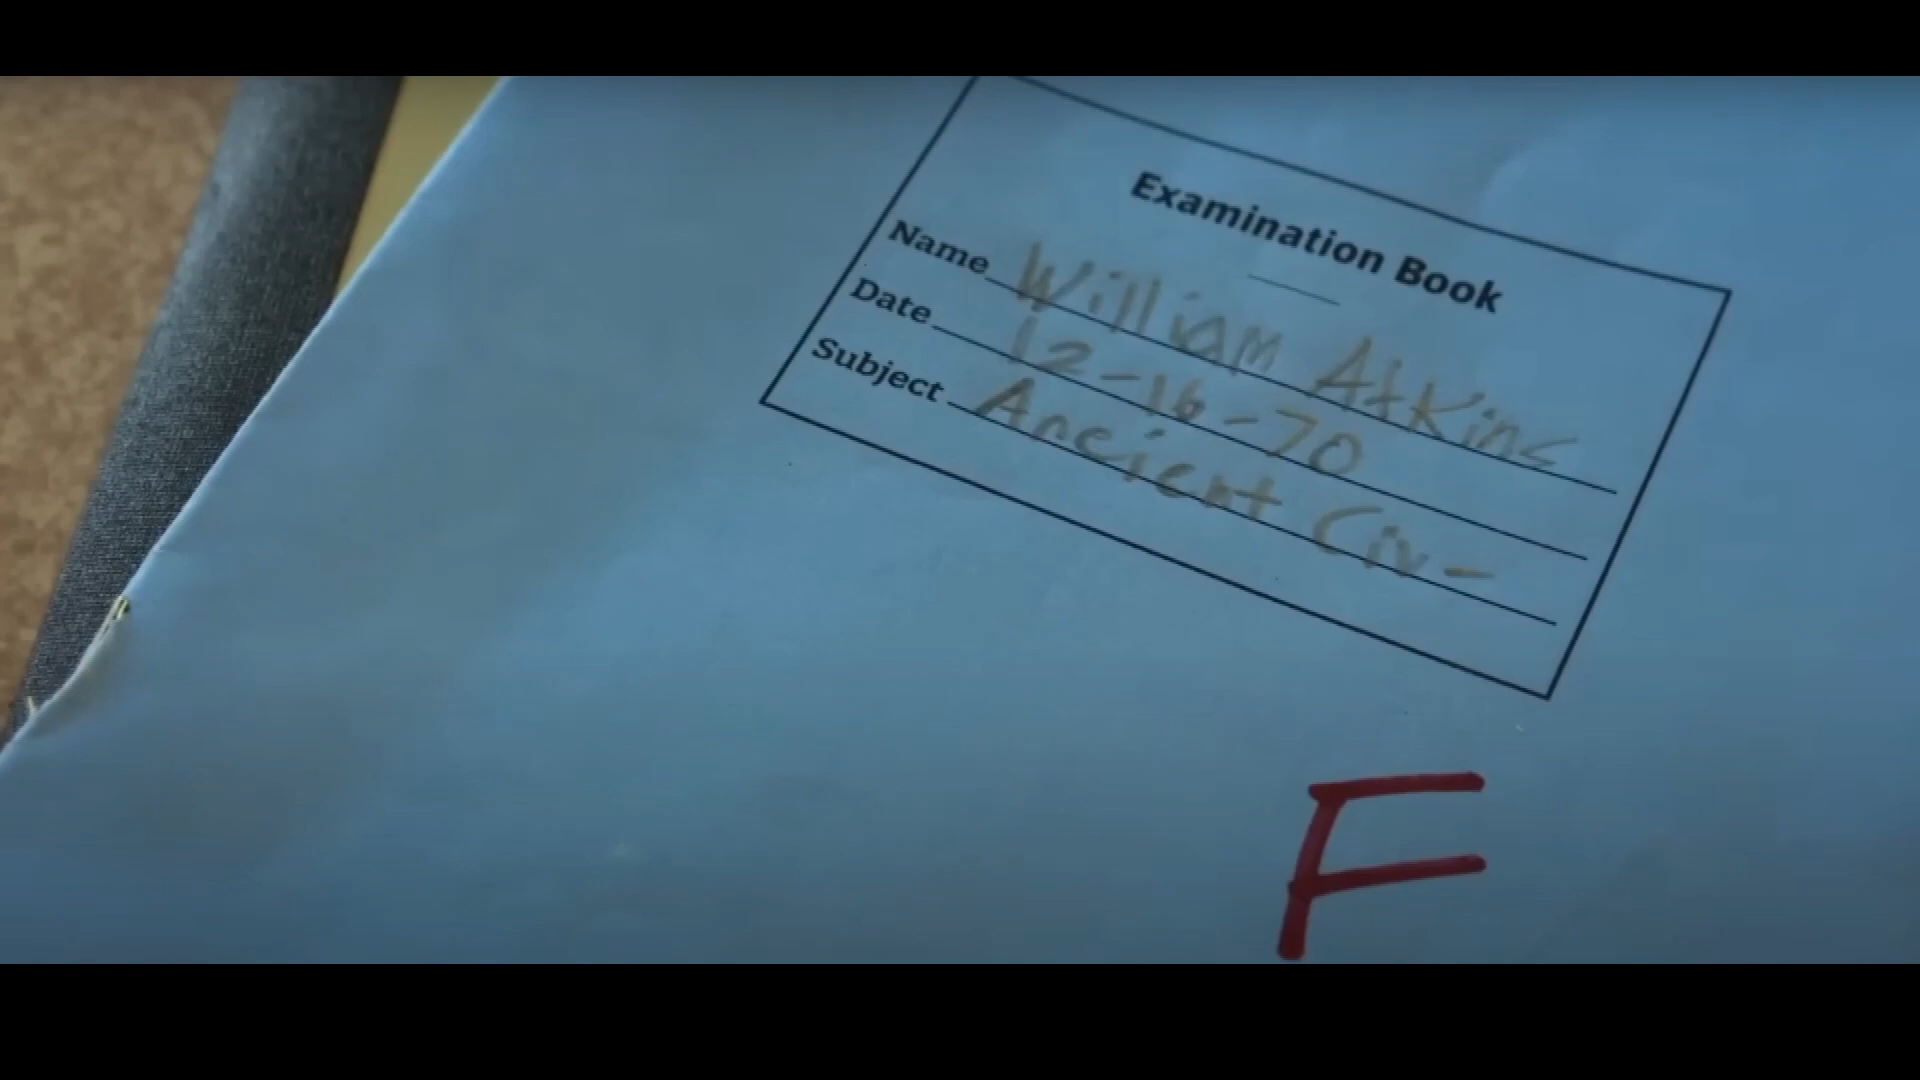 Examination Book
Name William Atkins
Date 12-16-70
Subject Ancient Civ -
F